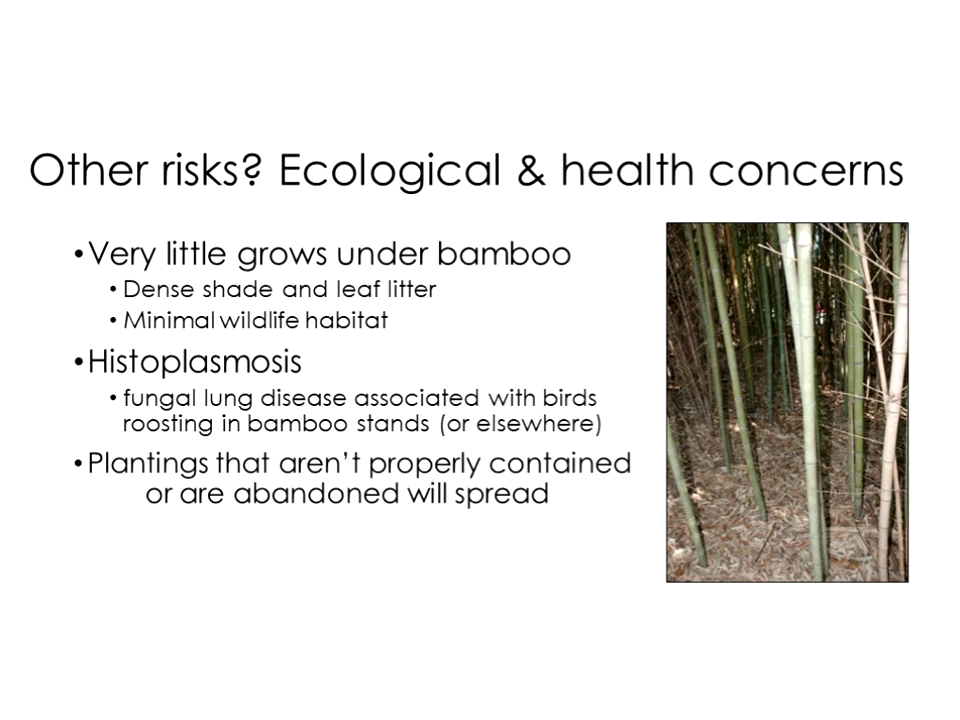 Other risks? Ecological & health concerns
•Very little grows under bamboo
• Dense shade and leaf litter
• Minimal wildlife habitat
•Histoplasmosis
• fungal lung disease associated with birds
roosting in bamboo stands (or elsewhere)
•Plantings that aren’t properly contained
or are abandoned will spread